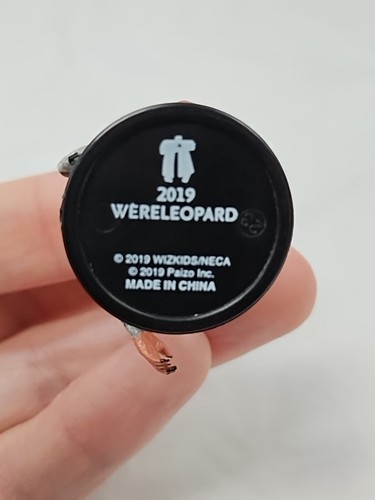 2019
WERELEOPARD
© 2019 WIZKIDS/NECA
© 2019 Paizo Inc.
MADE IN CHINA